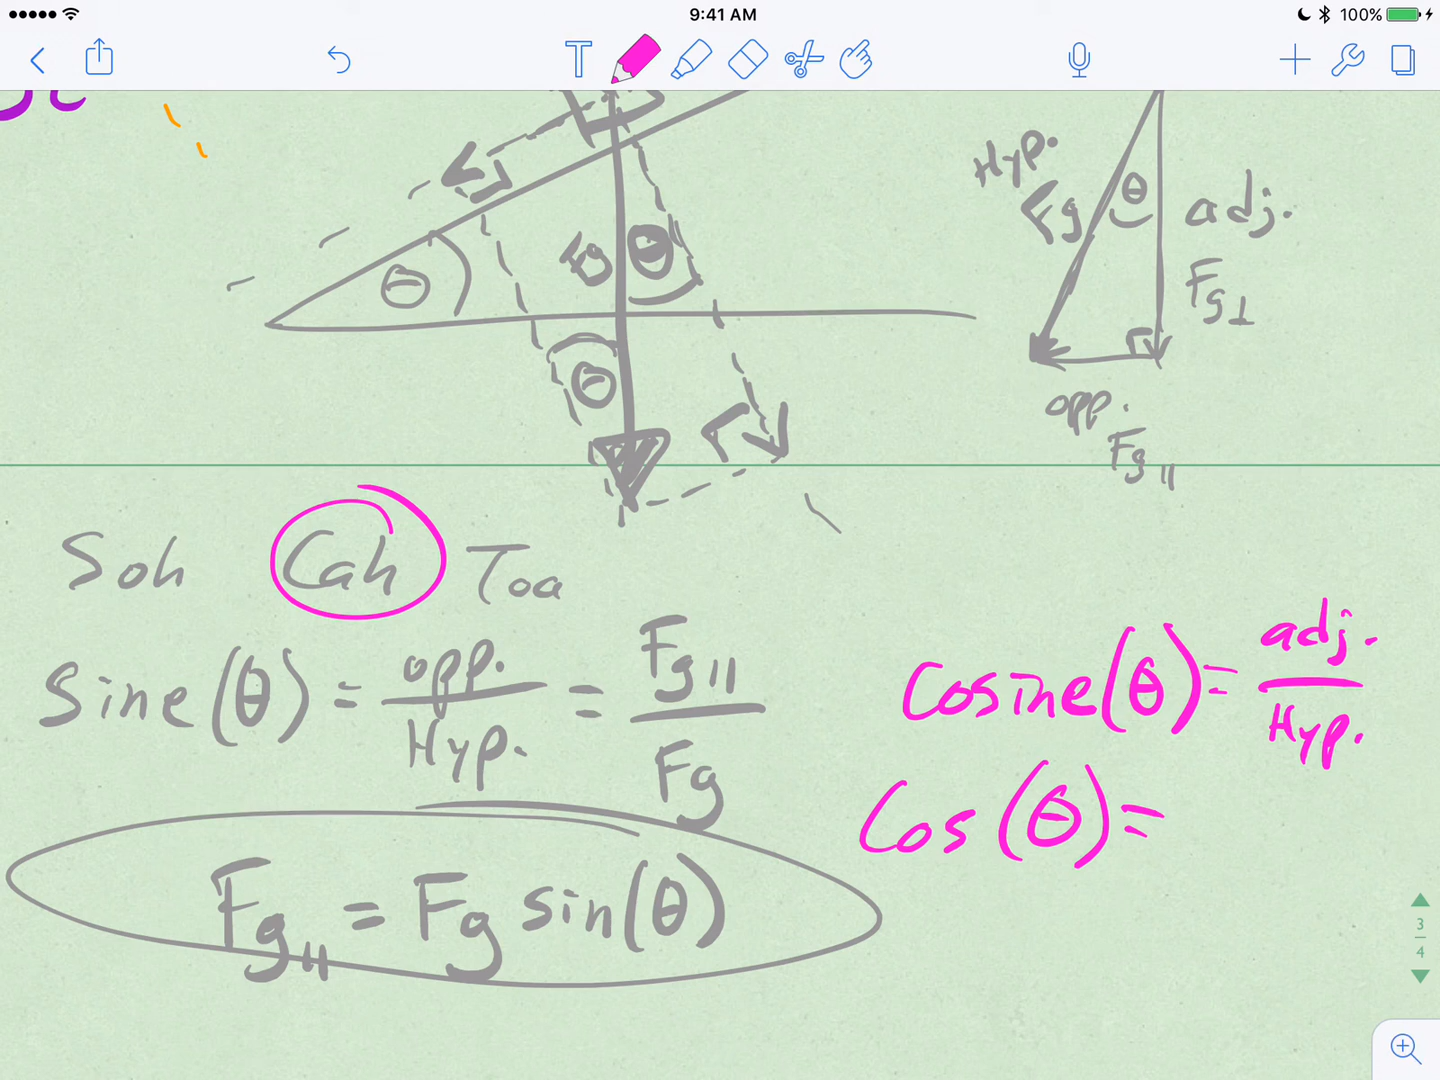 9:41 AM
100%
T
Hyp.
Fg
θ
adj.
Fg⊥
Fg
θ
θ
θ
opp.
Fg||
Soh Cah Toa
Sine(θ) = opp./Hyp. = Fg||/Fg
Cosine(θ) = adj./Hyp.
Cos(θ) =
Fg|| = Fg sin(θ)
3
4